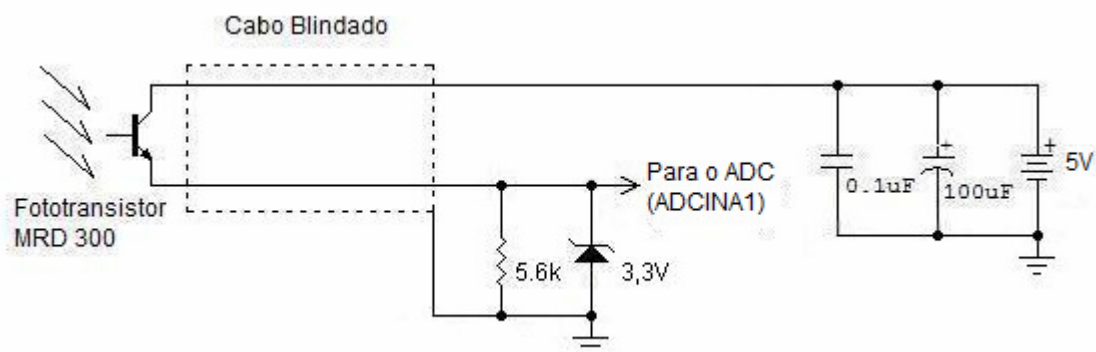 Cabo Blindado
Fototransistor
MRD 300
5.6k
3,3V
Para o ADC
(ADCINA1)
0.1uF
+
100uF
+
5V